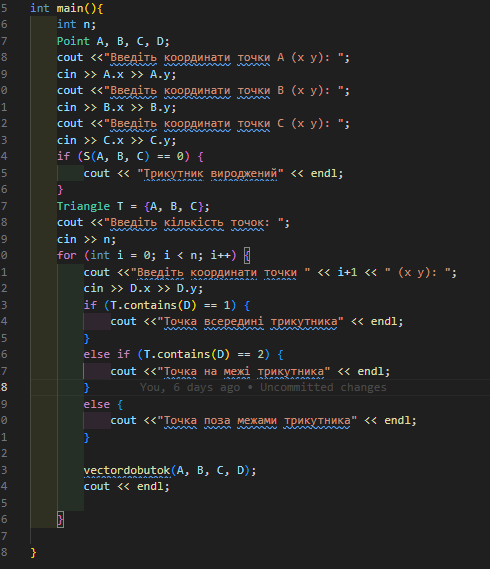 5 int main(){
6 int n;
7 Point A, B, C, D;
8 cout <<"Введіть координати точки A (x y): ";
9 cin >> A.x >> A.y;
0 cout <<"Введіть координати точки B (x y): ";
1 cin >> B.x >> B.y;
2 cout <<"Введіть координати точки C (x y): ";
3 cin >> C.x >> C.y;
4 if (S(A, B, C) == 0) {
5 cout << "Трикутник вироджений" << endl;
6 }
7 Triangle T = {A, B, C};
8 cout <<"Введіть кількість точок: ";
9 cin >> n;
0 for (int i = 0; i < n; i++) {
1 cout <<"Введіть координати точки " << i+1 << " (x y): ";
2 cin >> D.x >> D.y;
3 if (T.contains(D) == 1) {
4 cout <<"Точка всередині трикутника" << endl;
5 }
6 else if (T.contains(D) == 2) {
7 cout <<"Точка на межі трикутника" << endl;
8 } You, 6 days ago • Uncommitted changes
9 else {
0 cout <<"Точка поза межами трикутника" << endl;
1 }
2
3 vectordobutok(A, B, C, D);
4 cout << endl;
5
6 }
7
8 }